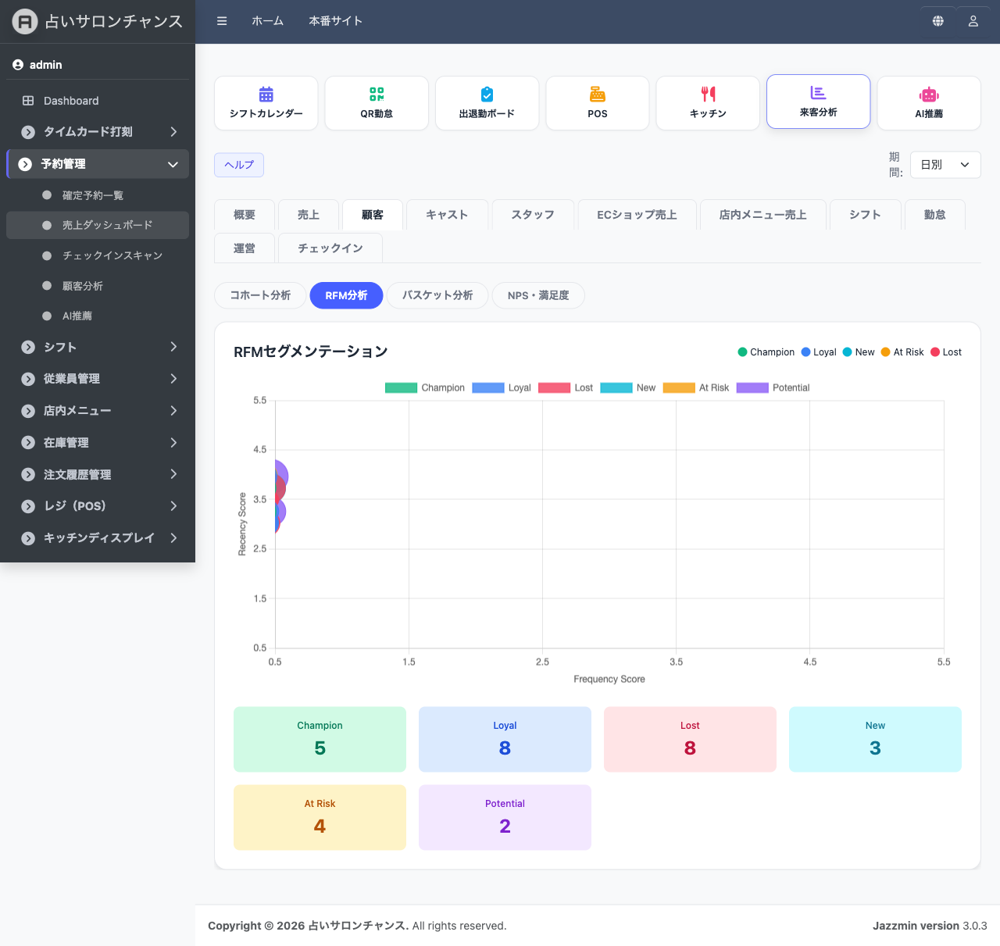 占いサロンチャンス
ホーム
本番サイト
admin
Dashboard
タイムカード打刻
予約管理
確定予約一覧
売上ダッシュボード
チェックインスキャン
顧客分析
AI推薦
シフト
従業員管理
店内メニュー
在庫管理
注文履歴管理
レジ（POS）
キッチンディスプレイ
シフトカレンダー
QR勤怠
出退勤ボード
POS
キッチン
来客分析
AI推薦
ヘルプ
期間:
日別
概要
売上
顧客
キャスト
スタッフ
ECショップ売上
店内メニュー売上
シフト
勤怠
運営
チェックイン
コホート分析
RFM分析
バスケット分析
NPS・満足度
RFMセグメンテーション
Champion Loyal New At Risk Lost
Champion Loyal Lost New At Risk Potential
5.5
4.5
3.5
2.5
1.5
0.5
Recency Score
0.5 1.5 2.5 3.5 4.5 5.5
Frequency Score
Champion
5
Loyal
8
Lost
8
New
3
At Risk
4
Potential
2
Copyright © 2026 占いサロンチャンス. All rights reserved.
Jazzmin version 3.0.3